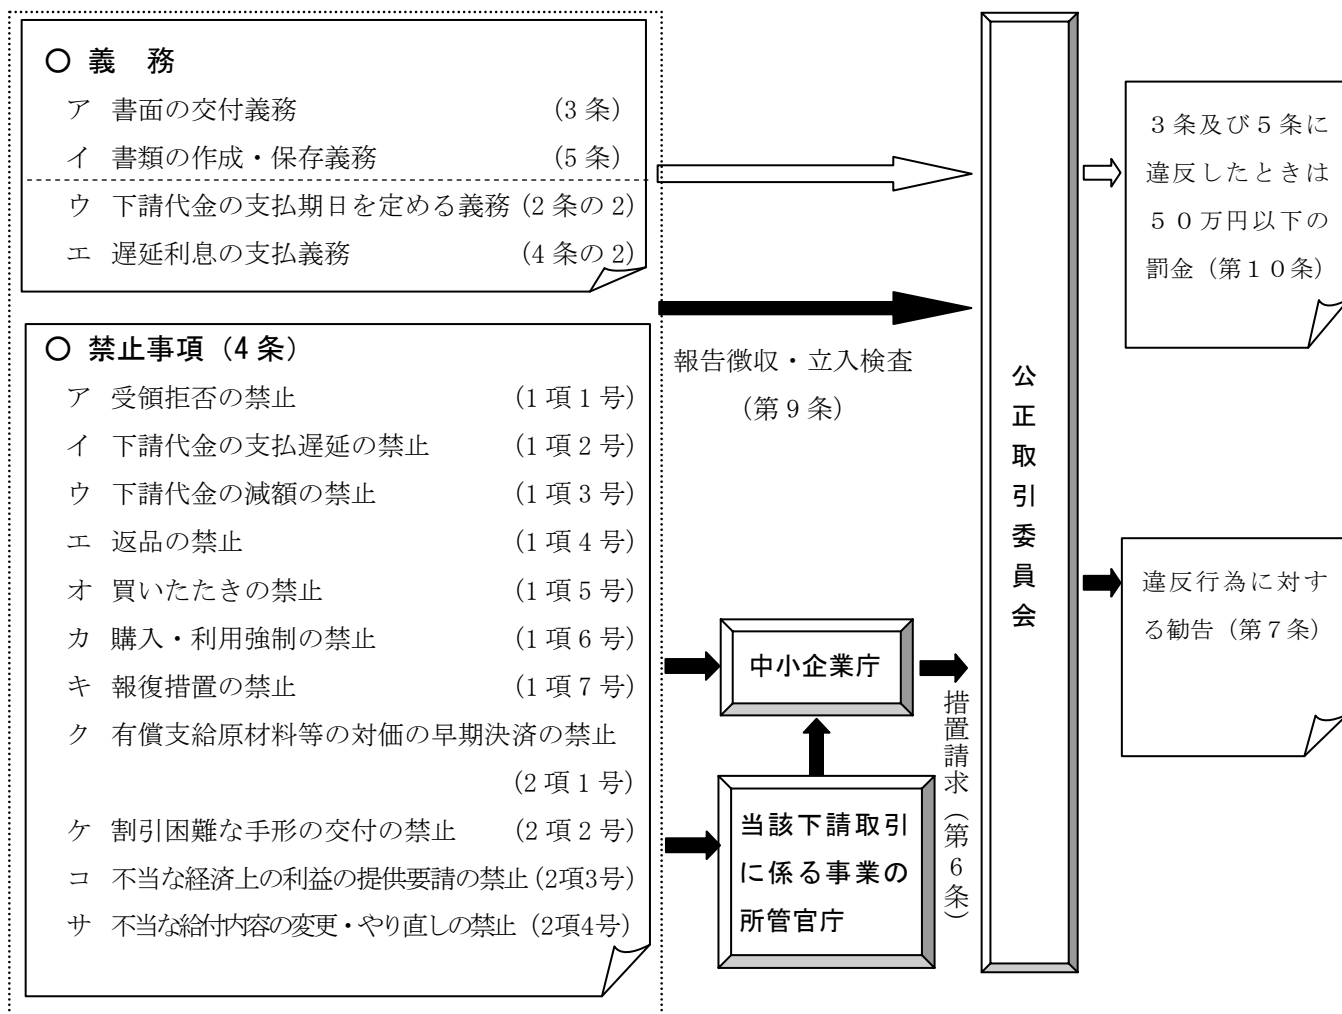 〇 義　務
ア 書面の交付義務 (3 条)
イ 書類の作成・保存義務 (5 条)
ウ 下請代金の支払期日を定める義務 (2 条の 2)
エ 遅延利息の支払義務 (4 条の 2)
〇 禁止事項（4 条）
ア 受領拒否の禁止 (1 項 1 号)
イ 下請代金の支払遅延の禁止 (1 項 2 号)
ウ 下請代金の減額の禁止 (1 項 3 号)
エ 返品の禁止 (1 項 4 号)
オ 買いたたきの禁止 (1 項 5 号)
カ 購入・利用強制の禁止 (1 項 6 号)
キ 報復措置の禁止 (1 項 7 号)
ク 有償支給原材料等の対価の早期決済の禁止
(2 項 1 号)
ケ 割引困難な手形の交付の禁止 (2 項 2 号)
コ 不当な経済上の利益の提供要請の禁止 (2項3号)
サ 不当な給付内容の変更・やり直しの禁止 (2項4号)
報告徴収・立入検査
（第 9 条）
中小企業庁
当該下請取引
に係る事業の
所管官庁
措置請求（第6条）
公正取引委員会
３条及び５条に
違反したときは
５０万円以下の
罰金（第１０条）
違反行為に対す
る勧告（第７条）